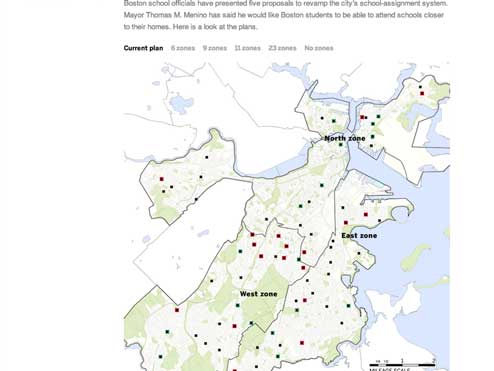 Boston school officials have presented five proposals to revamp the city's school-assignment system.
Mayor Thomas M. Menino has said he would like Boston students to be able to attend schools closer
to their homes. Here is a look at the plans.
Current plan 6 zones 9 zones 11 zones 23 zones No zones
North zone
East zone
West zone
1 2
MILEAGE SCALE